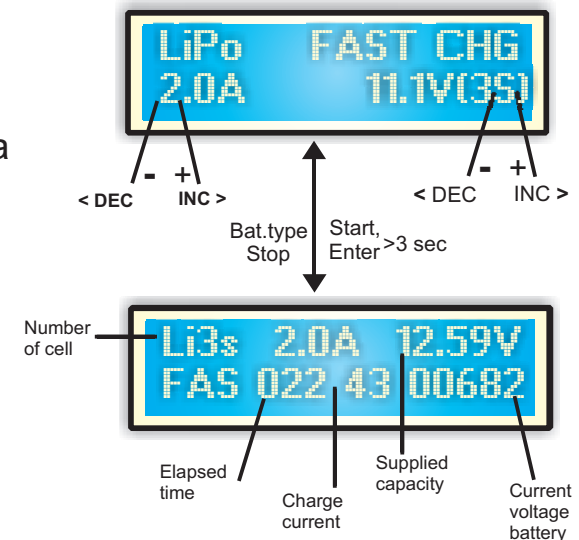 LiPo FAST CHG
2.0A 11.1V(3S)
a
- +
< DEC INC >
- +
< DEC INC >
Bat.type
Stop
Start,
Enter >3 sec
Number
of cell
Li3s 2.0A 12.59V
FAS 022 43 00682
Elapsed
time
Charge
current
Supplied
capacity
Current
voltage
battery